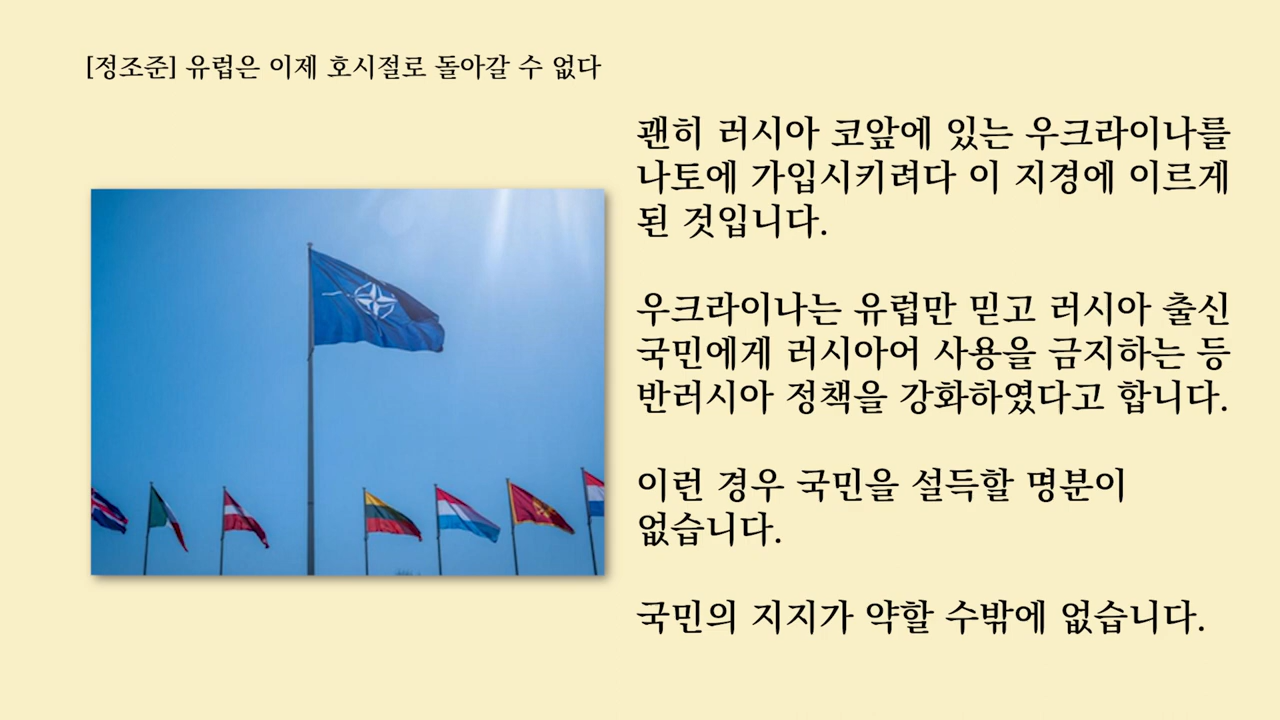 [정조준] 유럽은 이제 호시절로 돌아갈 수 없다
괜히 러시아 코앞에 있는 우크라이나를
나토에 가입시키려다 이 지경에 이르게
된 것입니다.
우크라이나는 유럽만 믿고 러시아 출신
국민에게 러시아어 사용을 금지하는 등
반러시아 정책을 강화하였다고 합니다.
이런 경우 국민을 설득할 명분이
없습니다.
국민의 지지가 약할 수밖에 없습니다.